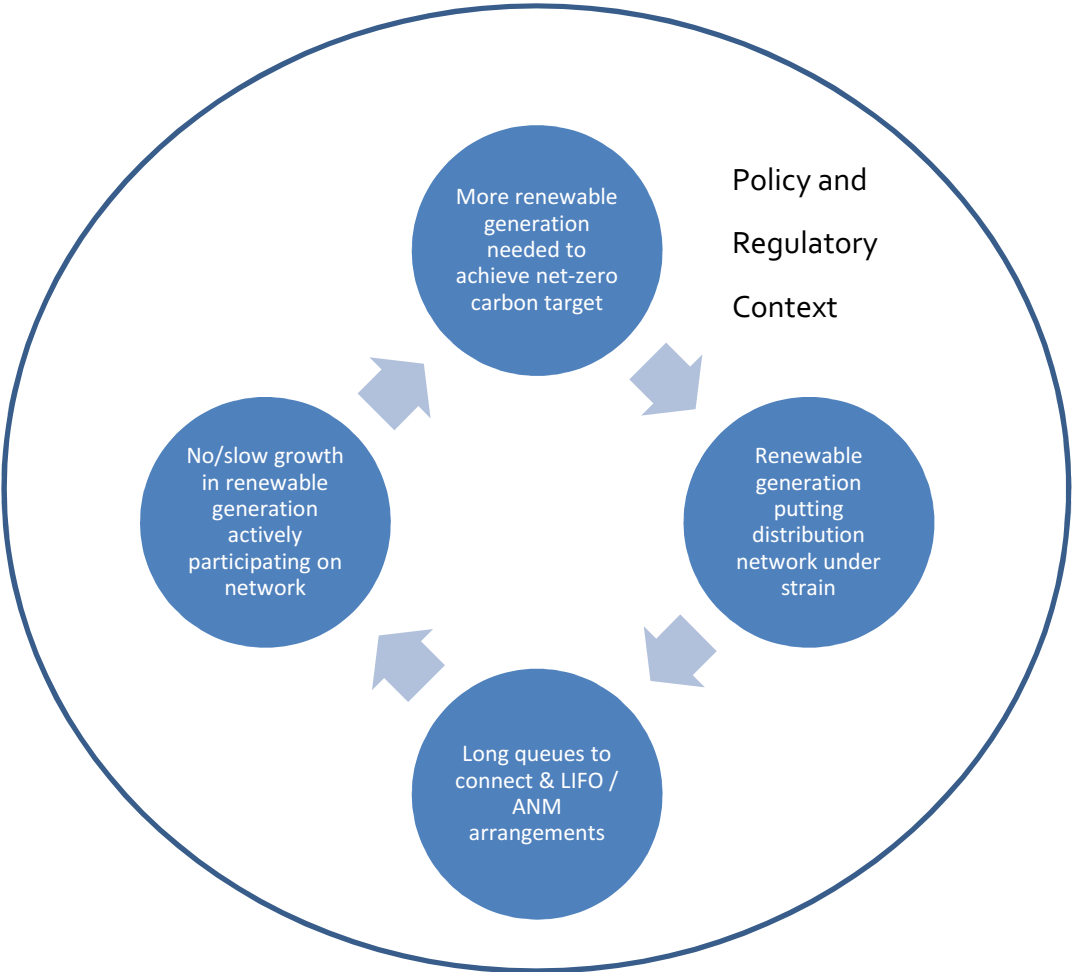 More renewable
generation
needed to
achieve net-zero
carbon target
Policy and
Regulatory
Context
Renewable
generation
putting
distribution
network under
strain
Long queues to
connect & LIFO /
ANM
arrangements
No/slow growth
in renewable
generation
actively
participating on
network